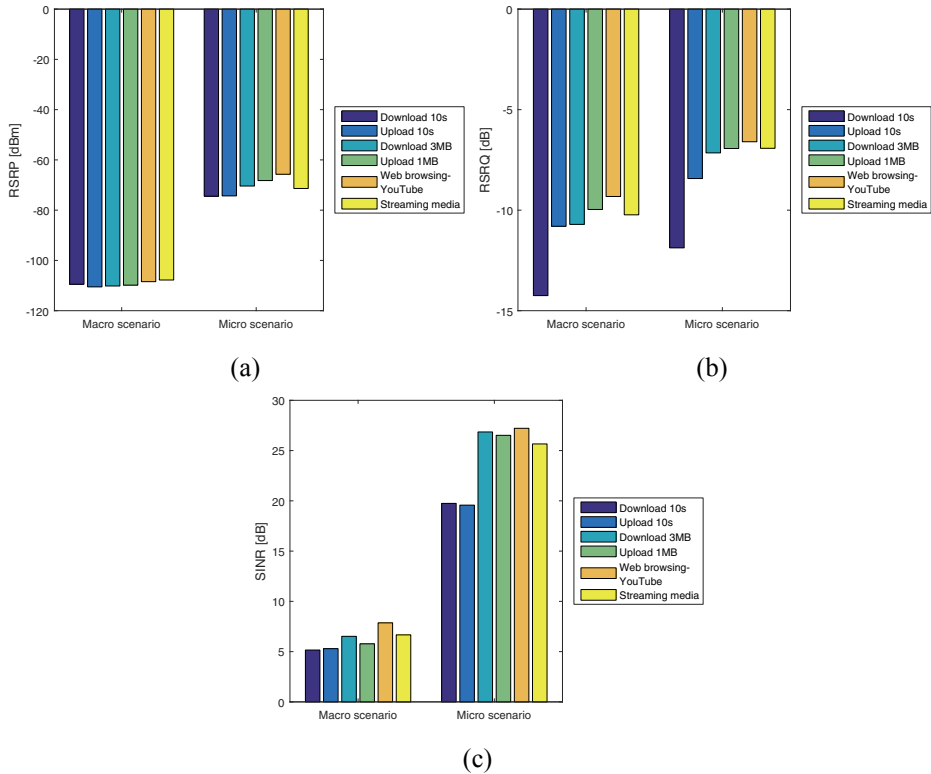 0
-20
-40
-60
-80
-100
-120
RSRP [dBm]
Macro scenario
Micro scenario
Download 10s
Upload 10s
Download 3MB
Upload 1MB
Web browsing-
YouTube
Streaming media
(a)
0
-5
-10
-15
RSRQ [dB]
Macro scenario
Micro scenario
Download 10s
Upload 10s
Download 3MB
Upload 1MB
Web browsing-
YouTube
Streaming media
(b)
30
25
20
15
10
5
0
SINR [dB]
Macro scenario
Micro scenario
Download 10s
Upload 10s
Download 3MB
Upload 1MB
Web browsing-
YouTube
Streaming media
(c)